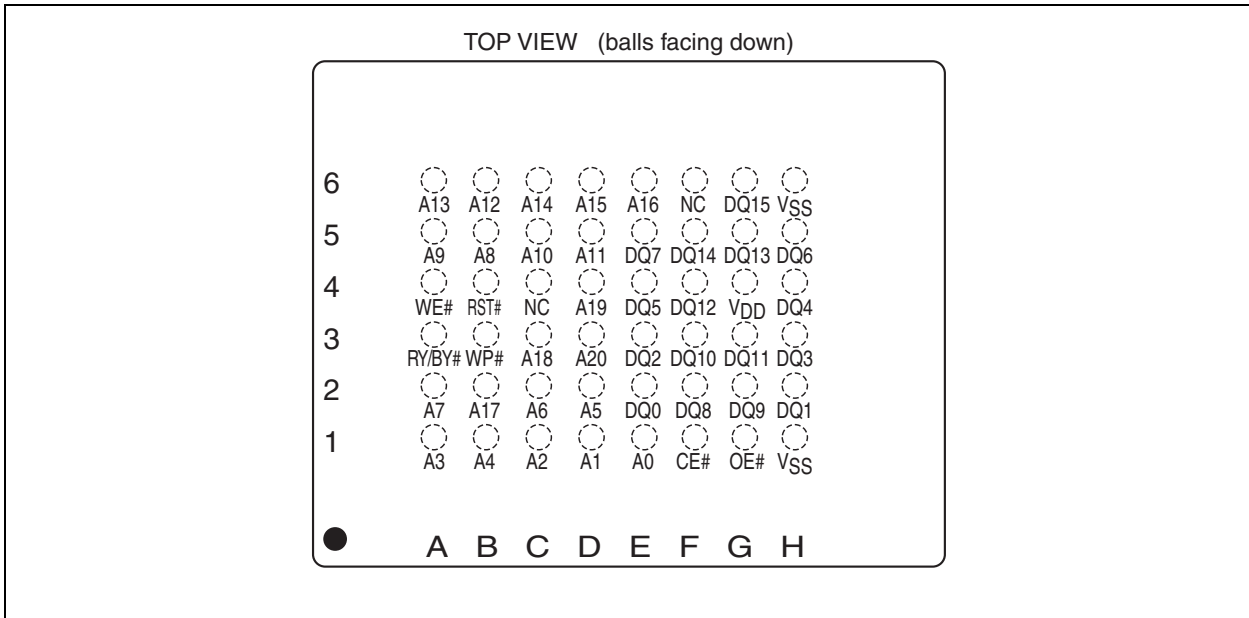 TOP VIEW (balls facing down)
6
A13 A12 A14 A15 A16 NC DQ15 VSS
5
A9 A8 A10 A11 DQ7 DQ14 DQ13 DQ6
4
WE# RST# NC A19 DQ5 DQ12 VDD DQ4
3
RY/BY# WP# A18 A20 DQ2 DQ10 DQ11 DQ3
2
A7 A17 A6 A5 DQ0 DQ8 DQ9 DQ1
1
A3 A4 A2 A1 A0 CE# OE# VSS
A B C D E F G H